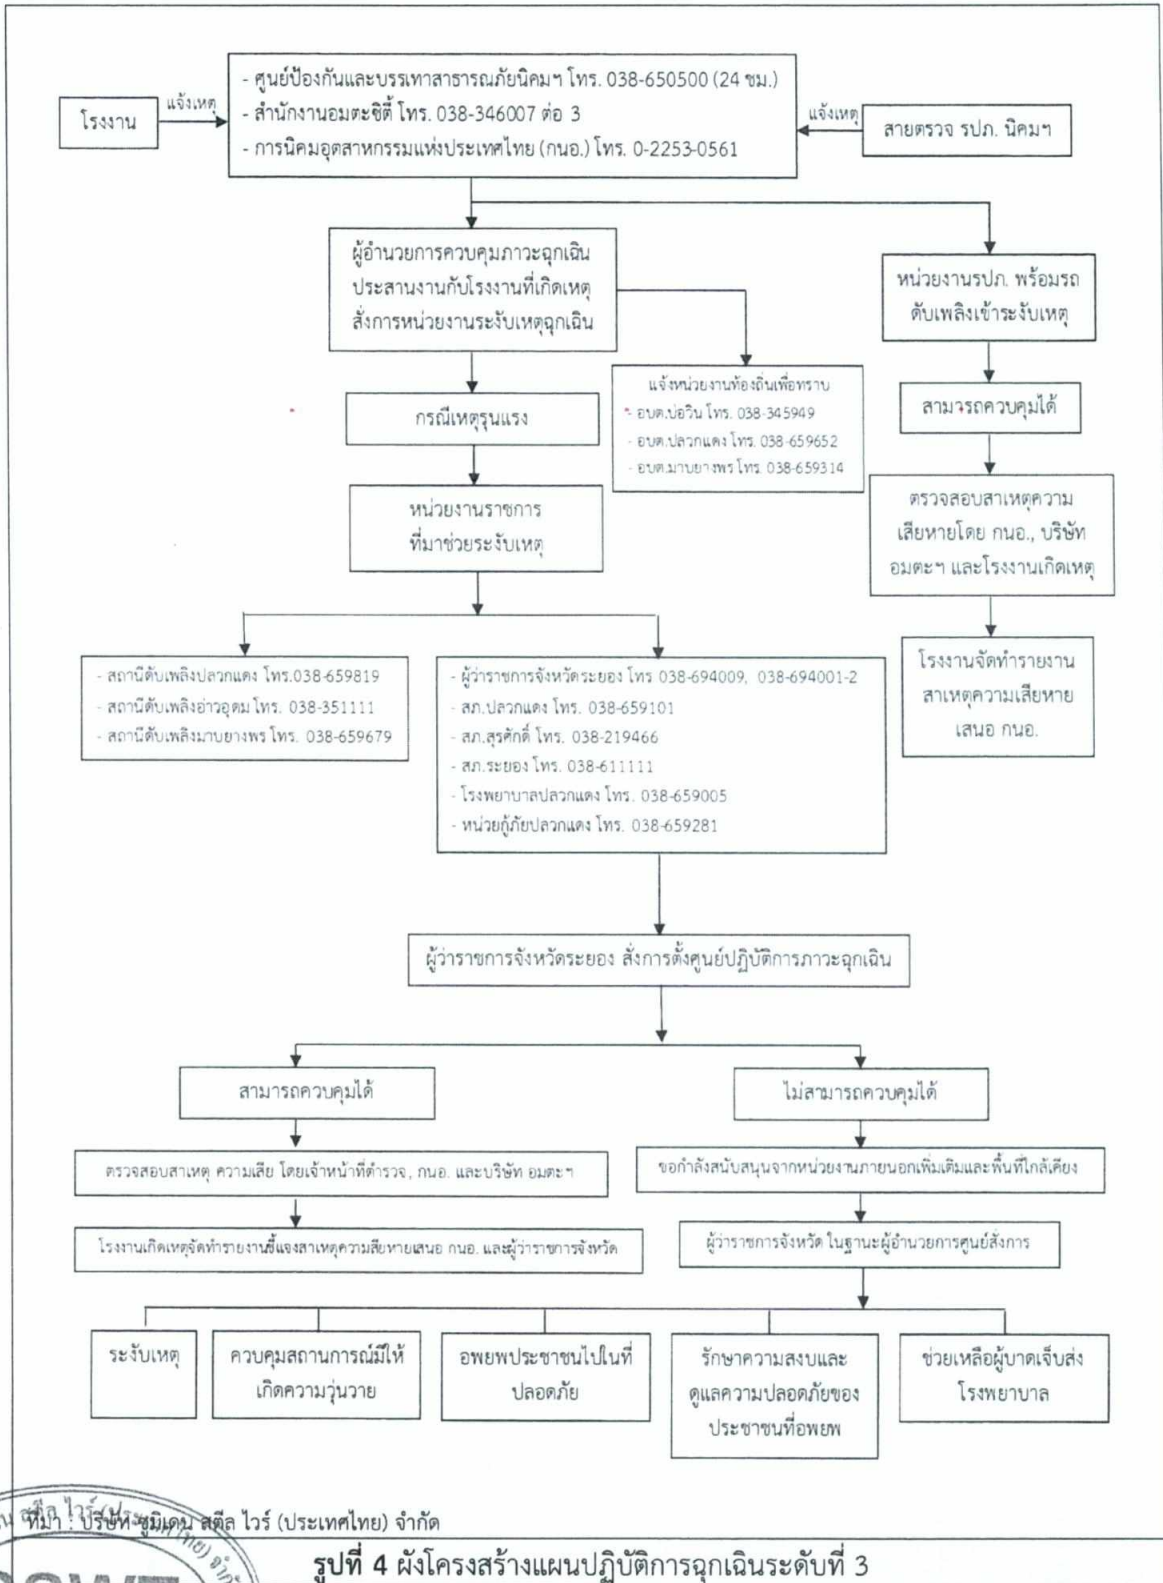 - ศูนย์ป้องกันและบรรเทาสาธารณภัยนิคมฯ โทร. 038-650500 (24 ชม.)
- สำนักงานอมตะซิตี้ โทร. 038-346007 ต่อ 3
- การนิคมอุตสาหกรรมแห่งประเทศไทย (กนอ.) โทร. 0-2253-0561
โรงงาน
แจ้งเหตุ
แจ้งเหตุ
สายตรวจ รปภ. นิคมฯ
ผู้อำนวยการควบคุมภาวะฉุกเฉิน
ประสานงานกับโรงงานที่เกิดเหตุ
สั่งการหน่วยงานระงับเหตุฉุกเฉิน
หน่วยงานรปภ. พร้อมรถ
ดับเพลิงเข้าระงับเหตุ
แจ้งหน่วยงานท้องถิ่นเพื่อทราบ
- อบต.บ่อวิน โทร. 038-345949
- อบต.ปลวกแดง โทร. 038-659652
- อบต.มาบยางพร โทร. 038-659314
กรณีเหตุรุนแรง
สามารถควบคุมได้
หน่วยงานราชการ
ที่มาช่วยระงับเหตุ
ตรวจสอบสาเหตุความ
เสียหายโดย กนอ., บริษัท
อมตะฯ และโรงงานเกิดเหตุ
- สถานีดับเพลิงปลวกแดง โทร.038-659819
- สถานีดับเพลิงอ่าวอุดม โทร. 038-351111
- สถานีดับเพลิงมาบยางพร โทร. 038-659679
- ผู้ว่าราชการจังหวัดระยอง โทร 038-694009, 038-694001-2
- สภ.ปลวกแดง โทร. 038-659101
- สภ.สุรศักดิ์ โทร. 038-219466
- สภ.ระยอง โทร. 038-611111
- โรงพยาบาลปลวกแดง โทร. 038-659005
- หน่วยกู้ภัยปลวกแดง โทร. 038-659281
โรงงานจัดทำรายงาน
สาเหตุความเสียหาย
เสนอ กนอ.
ผู้ว่าราชการจังหวัดระยอง สั่งการตั้งศูนย์ปฏิบัติการภาวะฉุกเฉิน
สามารถควบคุมได้
ไม่สามารถควบคุมได้
ตรวจสอบสาเหตุ ความเสีย โดยเจ้าหน้าที่ตำรวจ, กนอ. และบริษัท อมตะฯ
ขอกำลังสนับสนุนจากหน่วยงานภายนอกเพิ่มเติมและพื้นที่ใกล้เคียง
โรงงานเกิดเหตุจัดทำรายงานชี้แจงสาเหตุความสียหายเสนอ กนอ. และผู้ว่าราชการจังหวัด
ผู้ว่าราชการจังหวัด ในฐานะผู้อำนวยการศูนย์สั่งการ
ระงับเหตุ
ควบคุมสถานการณ์มิให้
เกิดความวุ่นวาย
อพยพประชาชนไปในที่
ปลอดภัย
รักษาความสงบและ
ดูแลความปลอดภัยของ
ประชาชนที่อพยพ
ช่วยเหลือผู้บาดเจ็บส่ง
โรงพยาบาล
ที่มา : บริษัท ซูมิเดน สตีล ไวร์ (ประเทศไทย) จำกัด
รูปที่ 4 ผังโครงสร้างแผนปฏิบัติการฉุกเฉินระดับที่ 3